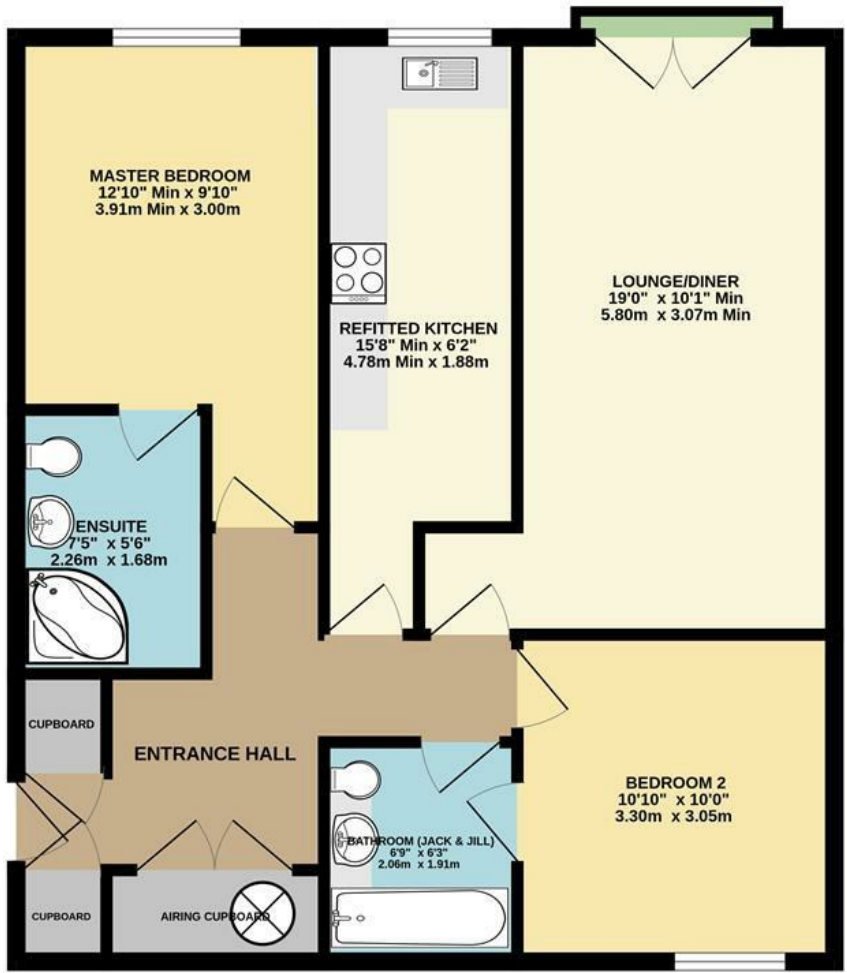 MASTER BEDROOM
12'10" Min x 9'10"
3.91m Min x 3.00m
LOUNGE/DINER
19'0" x 10'1" Min
5.80m x 3.07m Min
REFITTED KITCHEN
15'8" Min x 6'2"
4.78m Min x 1.88m
ENSUITE
7'5" x 5'6"
2.26m x 1.68m
CUPBOARD
ENTRANCE HALL
BEDROOM 2
10'10" x 10'0"
3.30m x 3.05m
BATHROOM (JACK & JILL)
6'9" x 6'3"
2.06m x 1.91m
CUPBOARD
AIRING CUPBOARD